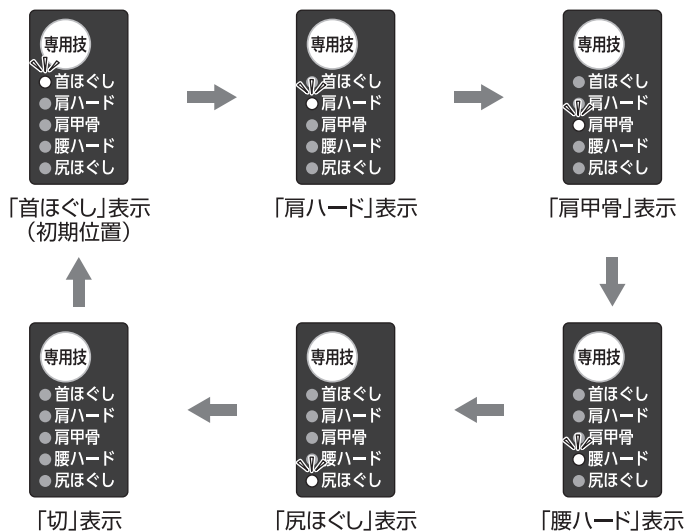 専用技
首ほぐし
肩ハード
肩甲骨
腰ハード
尻ほぐし
「首ほぐし」表示
(初期位置)
専用技
首ほぐし
肩ハード
肩甲骨
腰ハード
尻ほぐし
「肩ハード」表示
専用技
首ほぐし
肩ハード
肩甲骨
腰ハード
尻ほぐし
「肩甲骨」表示
専用技
首ほぐし
肩ハード
肩甲骨
腰ハード
尻ほぐし
「切」表示
専用技
首ほぐし
肩ハード
肩甲骨
腰ハード
尻ほぐし
「尻ほぐし」表示
専用技
首ほぐし
肩ハード
肩甲骨
腰ハード
尻ほぐし
「腰ハード」表示